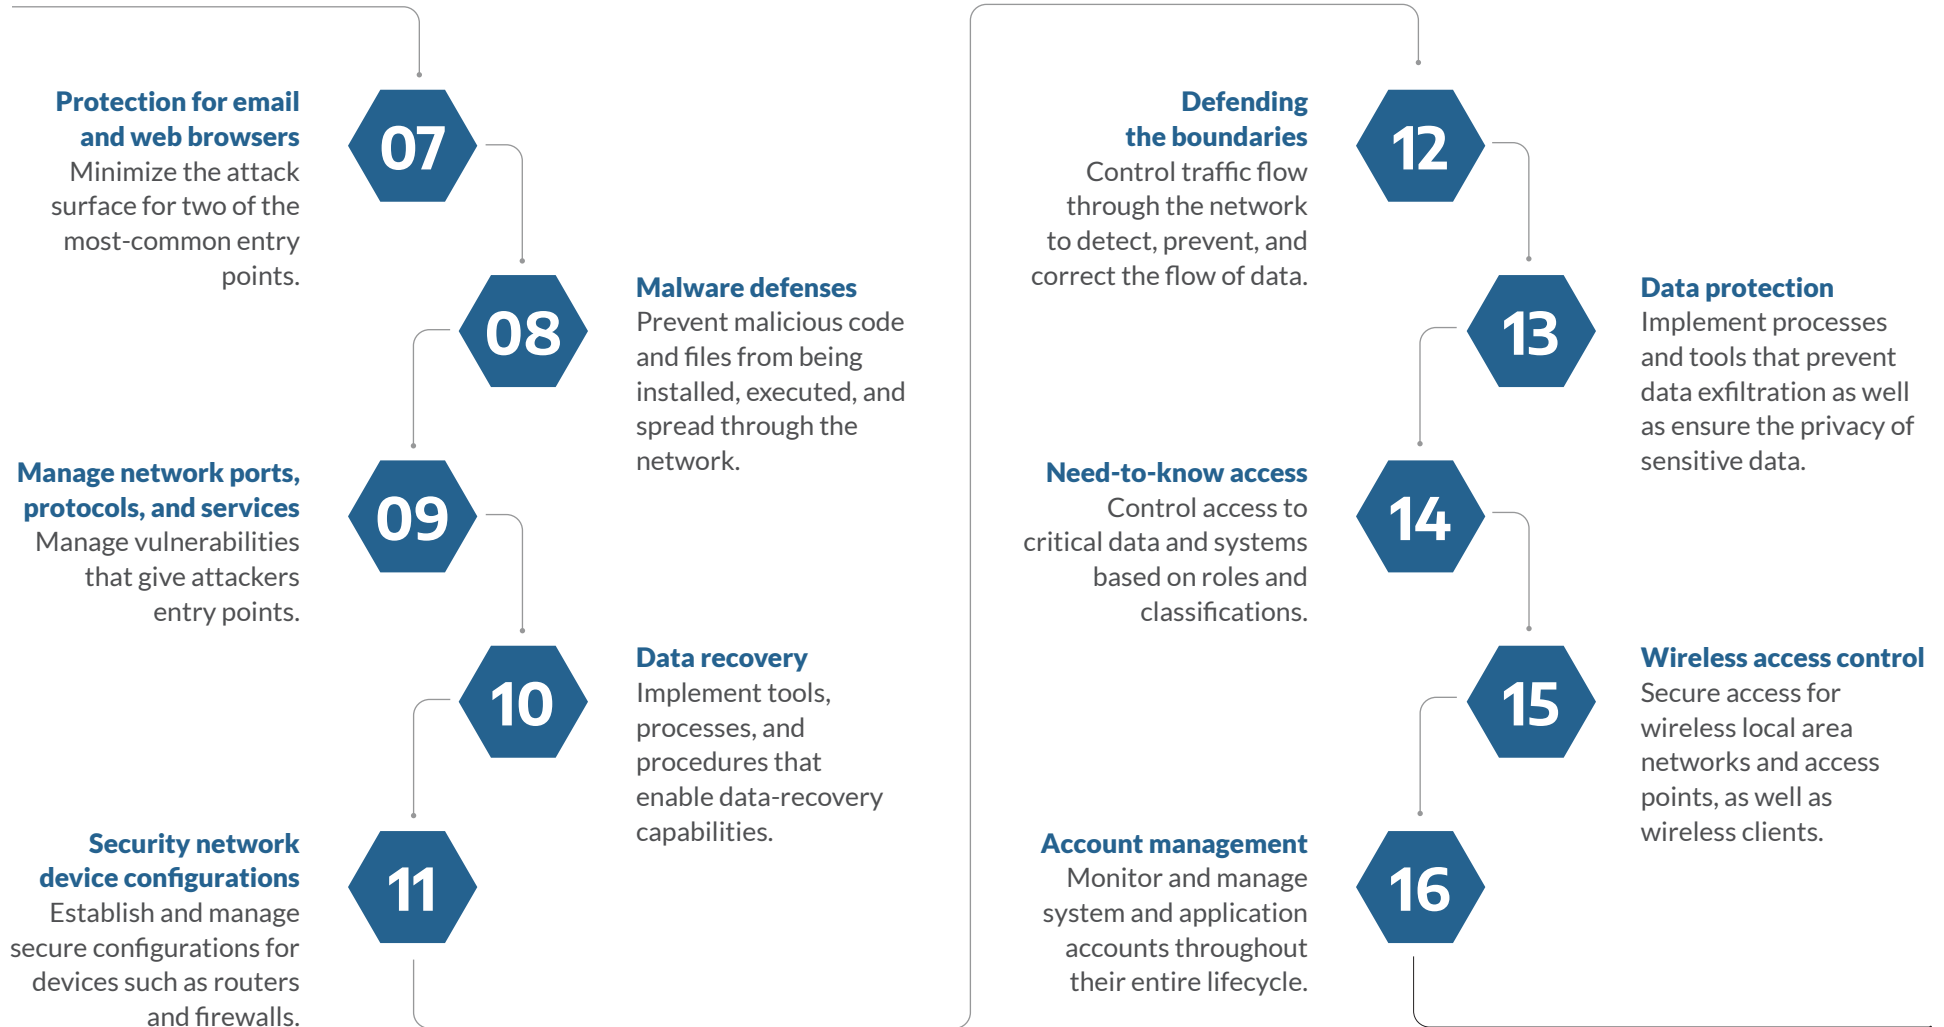 Protection for email
and web browsers
Minimize the attack
surface for two of the
most-common entry
points.
07
08
Malware defenses
Prevent malicious code
and files from being
installed, executed, and
spread through the
network.
Manage network ports,
protocols, and services
Manage vulnerabilities
that give attackers
entry points.
09
10
Data recovery
Implement tools,
processes, and
procedures that
enable data-recovery
capabilities.
Security network
device configurations
Establish and manage
secure configurations for
devices such as routers
and firewalls.
11
Defending
the boundaries
Control traffic flow
through the network
to detect, prevent, and
correct the flow of data.
12
13
Data protection
Implement processes
and tools that prevent
data exfiltration as well
as ensure the privacy of
sensitive data.
Need-to-know access
Control access to
critical data and systems
based on roles and
classifications.
14
15
Wireless access control
Secure access for
wireless local area
networks and access
points, as well as
wireless clients.
Account management
Monitor and manage
system and application
accounts throughout
their entire lifecycle.
16